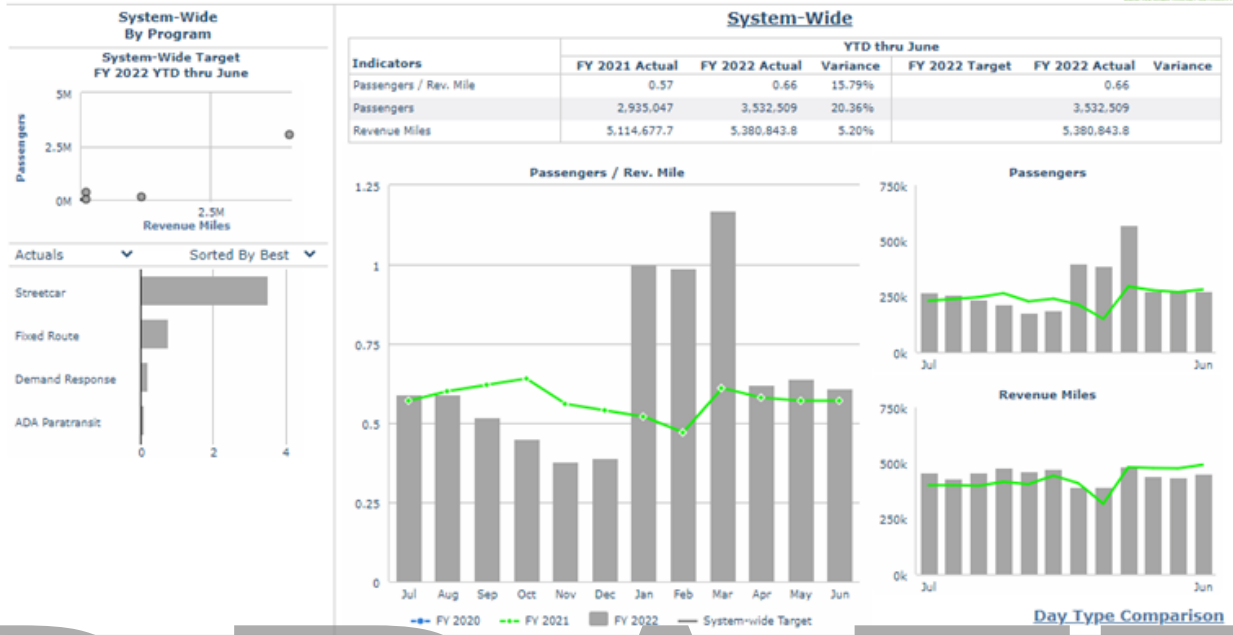 System-Wide
By Program
System-Wide Target
FY 2022 YTD thru June
5M
2.5M
0M
Passengers
2.5M
Revenue Miles
Actuals
Sorted By Best
Streetcar
Fixed Route
Demand Response
ADA Paratransit
0 2 4
System-Wide
YTD thru June
Indicators FY 2021 Actual FY 2022 Actual Variance FY 2022 Target FY 2022 Actual Variance
Passengers / Rev. Mile 0.57 0.66 15.79% 0.66
Passengers 2,935,047 3,532,509 20.36% 3,532,509
Revenue Miles 5,114,677.7 5,380,843.8 5.20% 5,380,843.8
Passengers / Rev. Mile
1.25
1
0.75
0.5
0.25
0
Jul Aug Sep Oct Nov Dec Jan Feb Mar Apr May Jun
FY 2020 FY 2021 FY 2022 System-wide Target
Passengers
750k
500k
250k
0k
Jul Jun
Revenue Miles
750k
500k
250k
0k
Jul Jun
Day Type Comparison